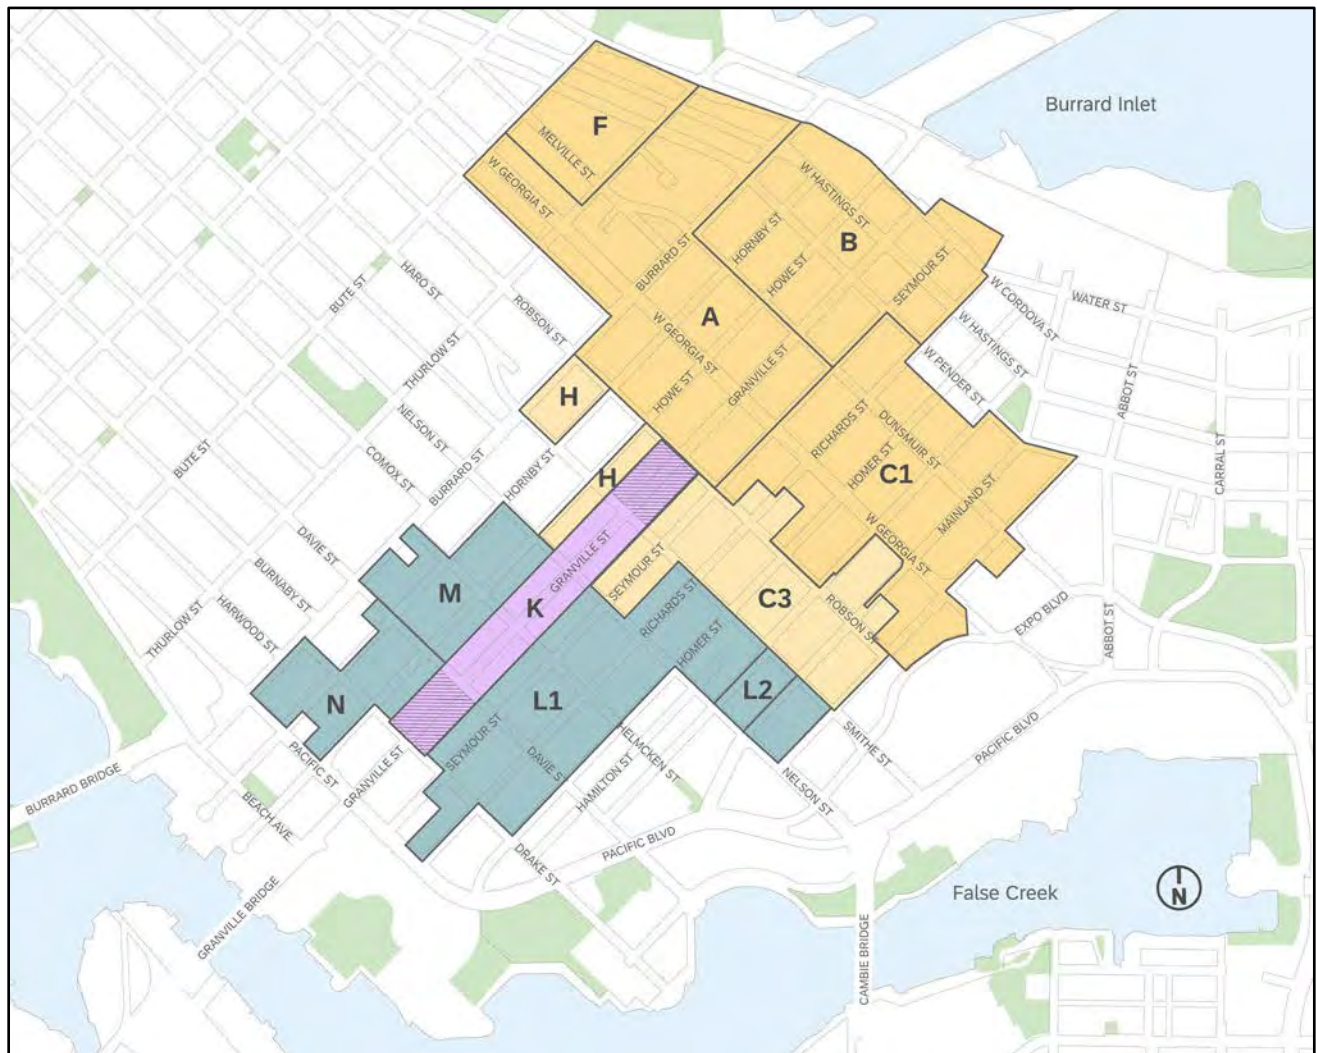 Burrard Inlet
F
MELVILLE ST.
W GEORGIA ST
W HASTINGS ST
HORNBY ST
B
HOWE ST
SEYMOUR ST
BURRARD ST
HARO ST
BUTE ST
ROBSON ST
W CORDOVA ST
WATER ST
W HASTINGS ST
A
W GEORGIA ST
HOWE ST
GRANVILLE ST
W PENDER ST
ABBOT ST
THURLOW ST
H
NELSON ST
RICHARDS ST
DUNSMUIR ST
HOMER ST
C1
MAINLAND ST
CARRAL ST
BUTE ST
COMOX ST
BURRARD ST
HORNBY ST
H
W GEORGIA ST
DAVIE ST
BURNABY ST
HARWOOD ST
THURLOW ST
M
GRANVILLE ST
K
SEYMOUR ST
RICHARDS ST
C3
ROBSON ST
EXPO BLVD
ABBOT ST
HOMER ST
N
L1
L2
SEYMOUR ST
DAVIE ST
HELMCKEN ST
HAMILTON ST
SMITHE ST
NELSON ST
PACIFIC BLVD
PACIFIC ST
GRANVILLE ST
BURRARD BRIDGE
BEACH AVE
DRAKE ST
PACIFIC BLVD
GRANVILLE BRIDGE
CAMBIE BRIDGE
False Creek
N